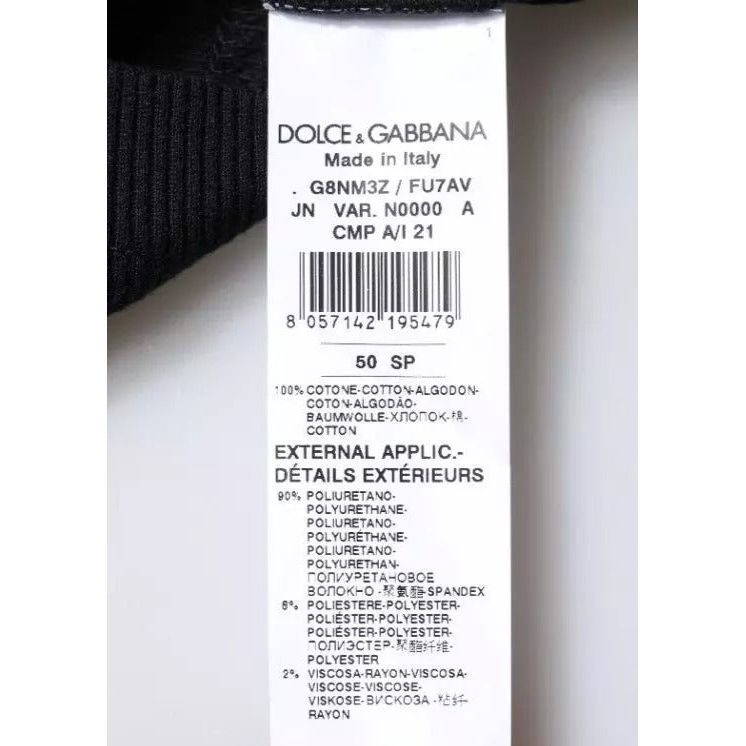 1
DOLCE & GABBANA
Made in Italy
. G8NM3Z / FU7AV
JN VAR. N0000 A
CMP A/I 21
8 057142 195479
50 SP
100% COTONE-COTTON-ALGODON-
COTON-ALGODÃO-
BAUMWOLLE-ХЛОПОК-棉-
COTTON
EXTERNAL APPLIC.-
DÉTAILS EXTÉRIEURS
90% POLIURETANO-
POLYURETHANE-
POLIURETANO-
POLYURÉTHANE-
POLIURETANO-
POLYURETHAN-
ПОЛИУРЕТАНОВОЕ
ВОЛОКНО-聚氨酯-SPANDEX
8% POLIESTERE-POLYESTER-
POLIÉSTER-POLYESTER-
POLIÉSTER-POLYESTER-
ПОЛИЭСТЕР-聚酯纤维-
POLYESTER
2% VISCOSA-RAYON-VISCOSA-
VISCOSE-VISCOSE-
VISKOSE-ВИСКОЗА-粘纤-
RAYON